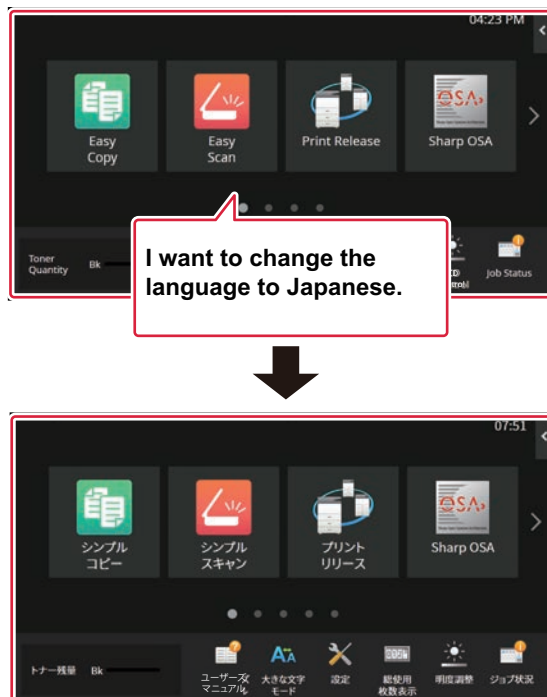 04:23 PM
Easy
Copy
Easy
Scan
Print Release
OSA
Sharp OSA
I want to change the
language to Japanese.
Toner
Quantity
Bk
Job Status
07:51
シンプル
コピー
シンプル
スキャン
プリント
リリース
OSA
Sharp OSA
トナー残量
Bk
ユーザーズ
マニュアル
大きな文字
モード
設定
総使用
枚数表示
明度調整
ジョブ状況